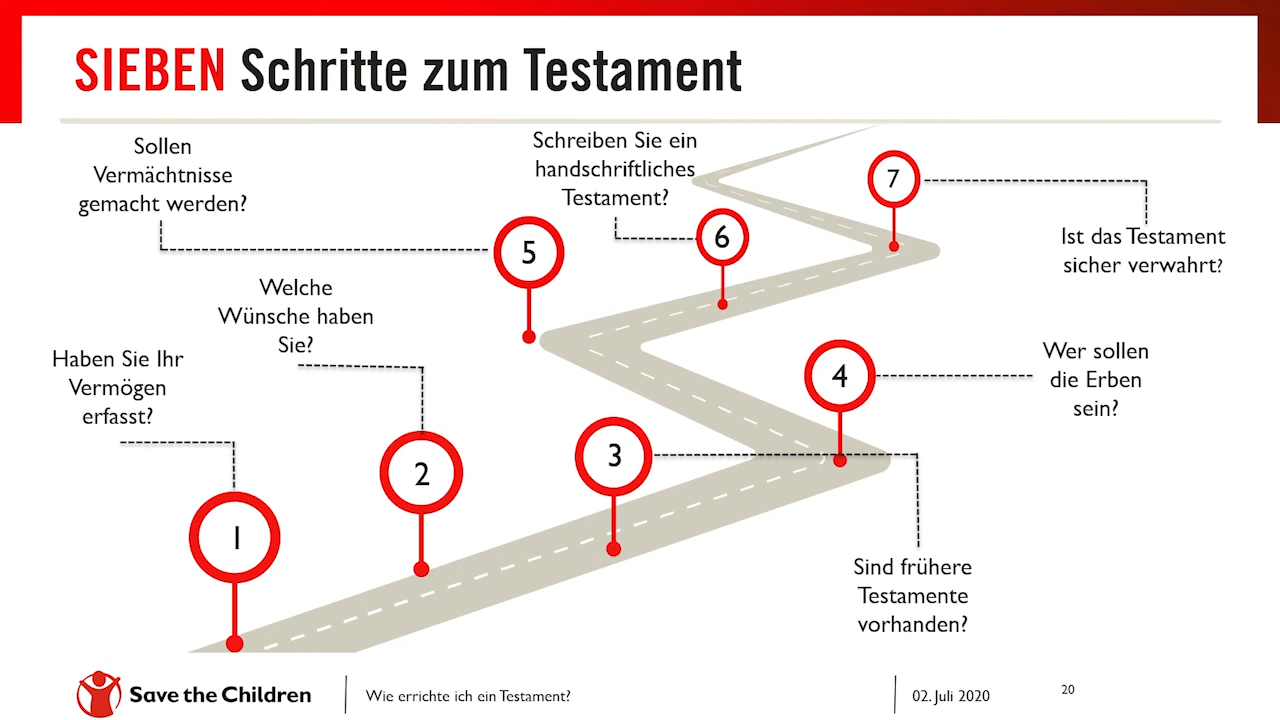 SIEBEN Schritte zum Testament
Sollen
Vermächtnisse
gemacht werden?
Schreiben Sie ein
handschriftliches
Testament?
7
6
5
Ist das Testament
sicher verwahrt?
Welche
Wünsche haben
Sie?
Haben Sie Ihr
Vermögen
erfasst?
4
Wer sollen
die Erben
sein?
3
2
1
Sind frühere
Testamente
vorhanden?
Save the Children
Wie errichte ich ein Testament?
02. Juli 2020
20